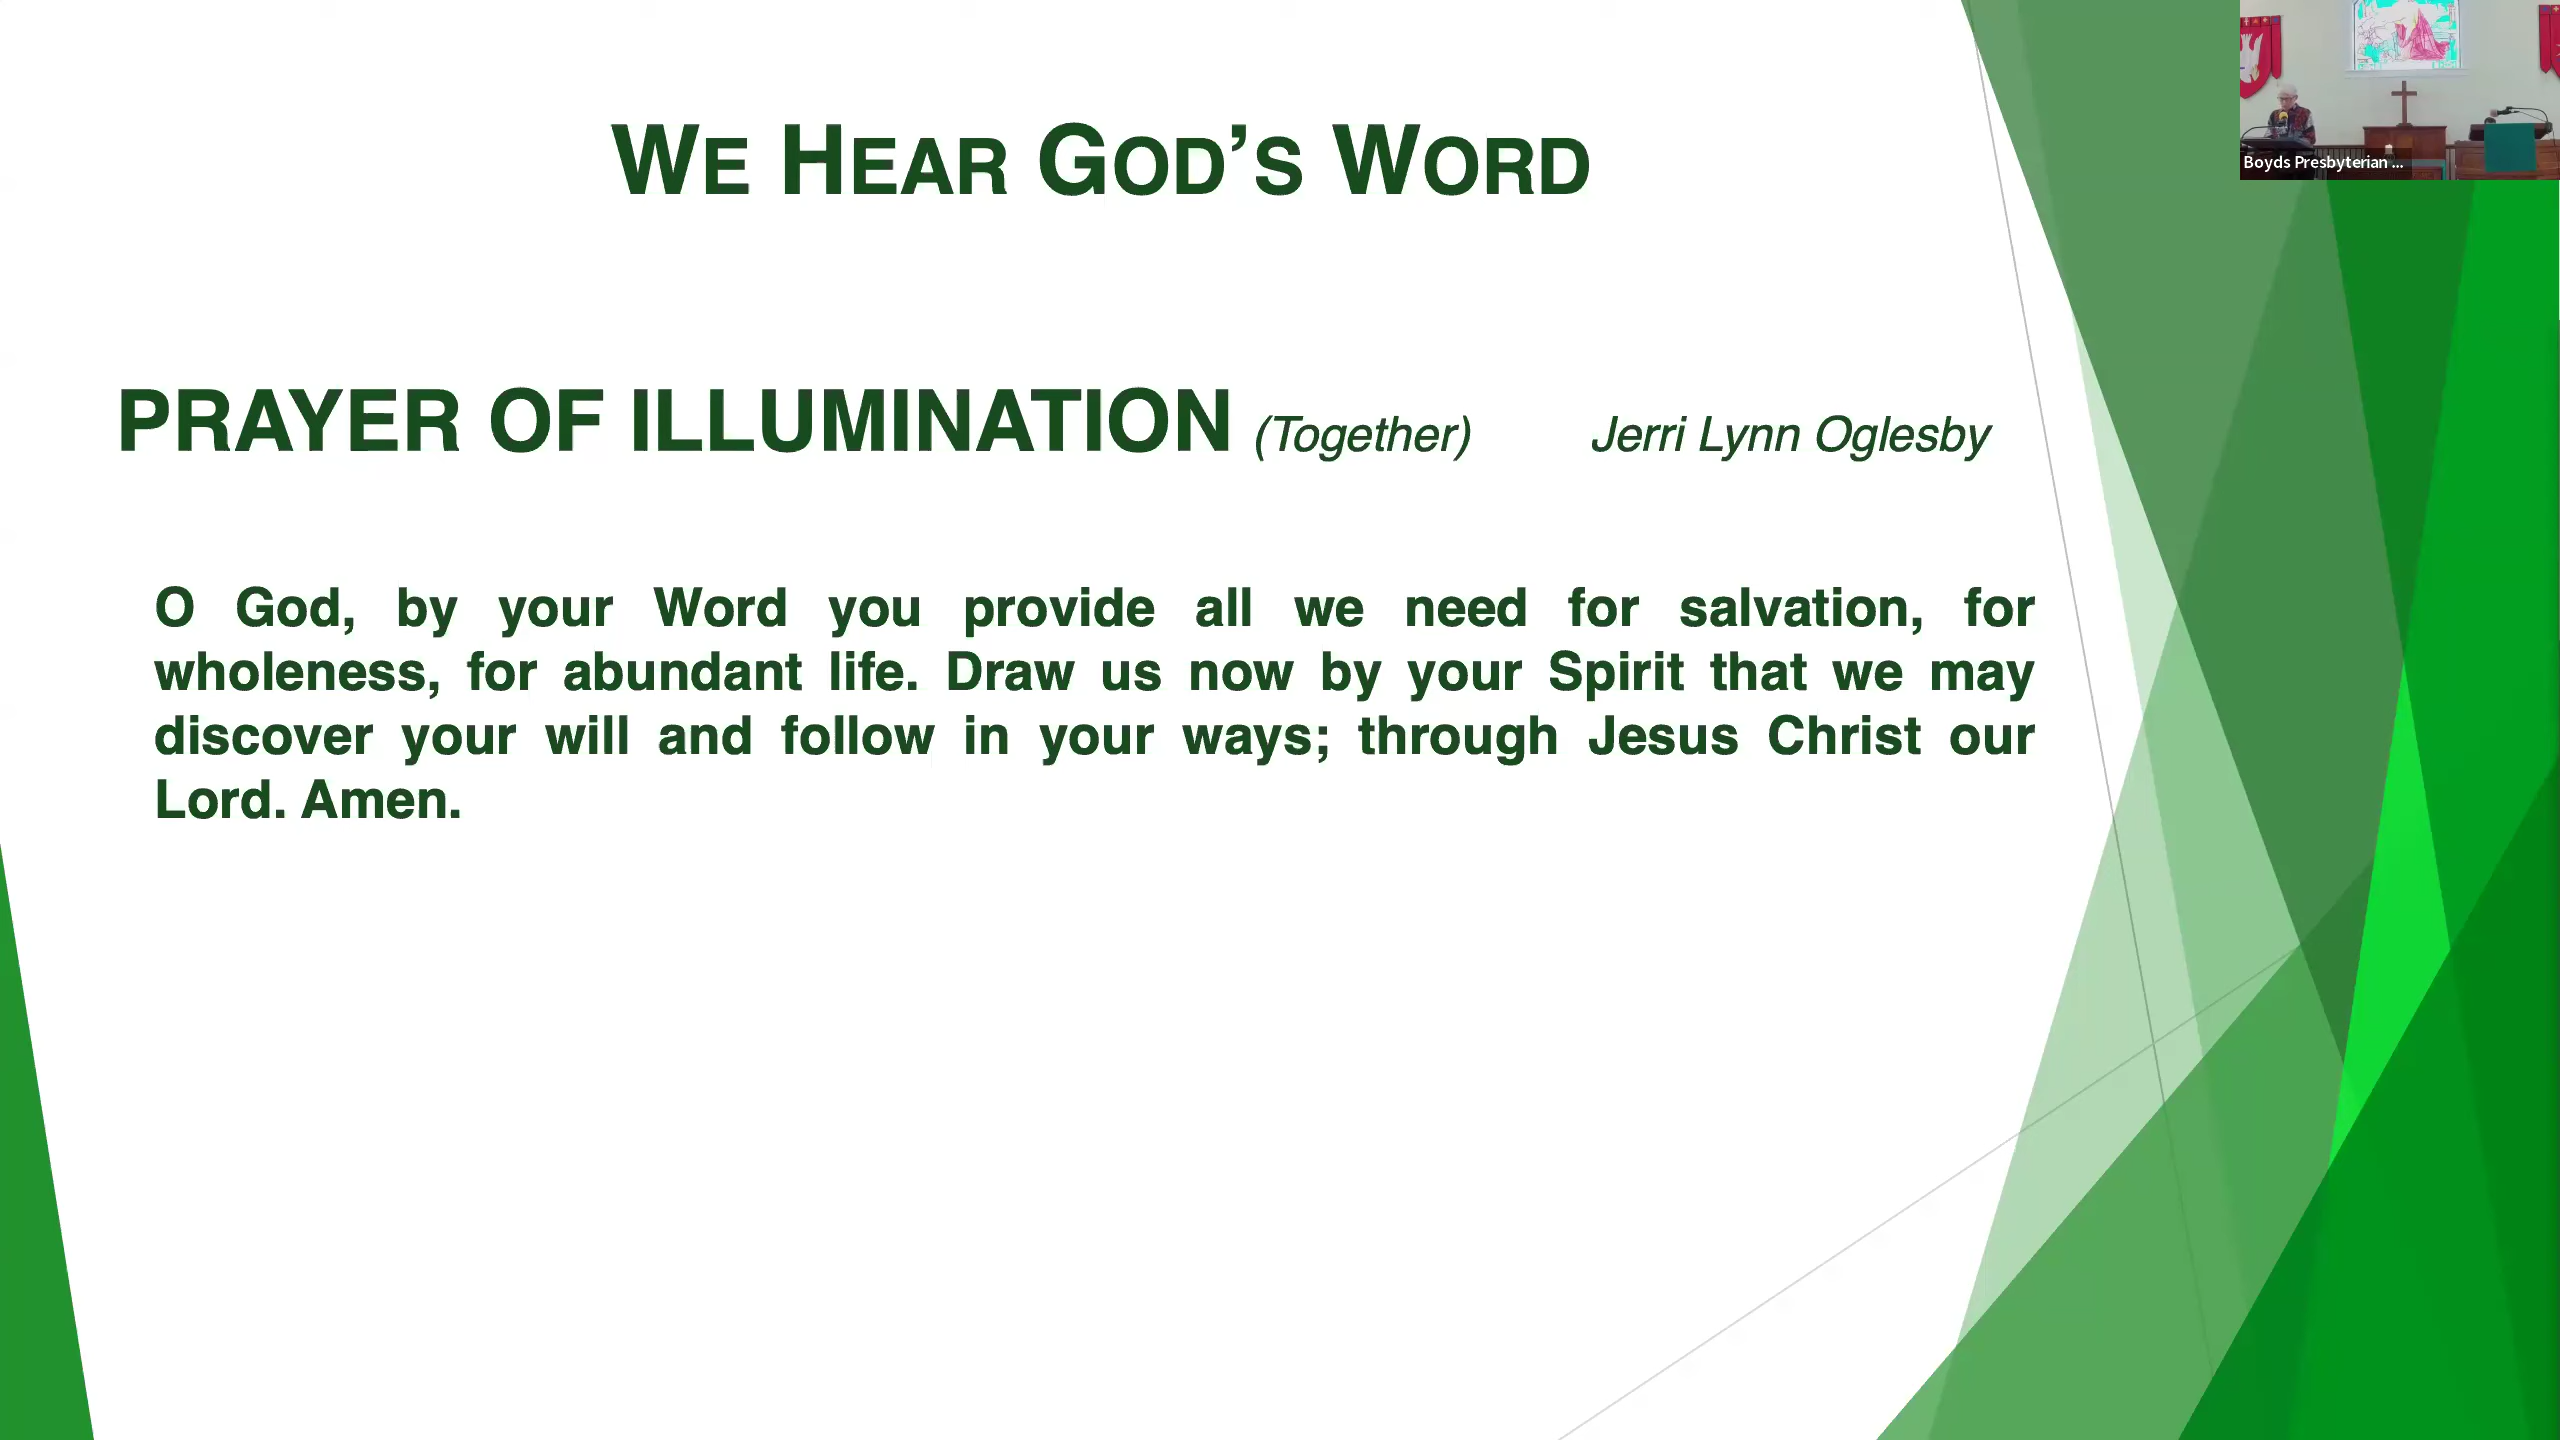 WE HEAR GOD’S WORD
Boyds Presbyterian ...
PRAYER OF ILLUMINATION (Together) Jerri Lynn Oglesby
O God, by your Word you provide all we need for salvation, for
wholeness, for abundant life. Draw us now by your Spirit that we may
discover your will and follow in your ways; through Jesus Christ our
Lord. Amen.